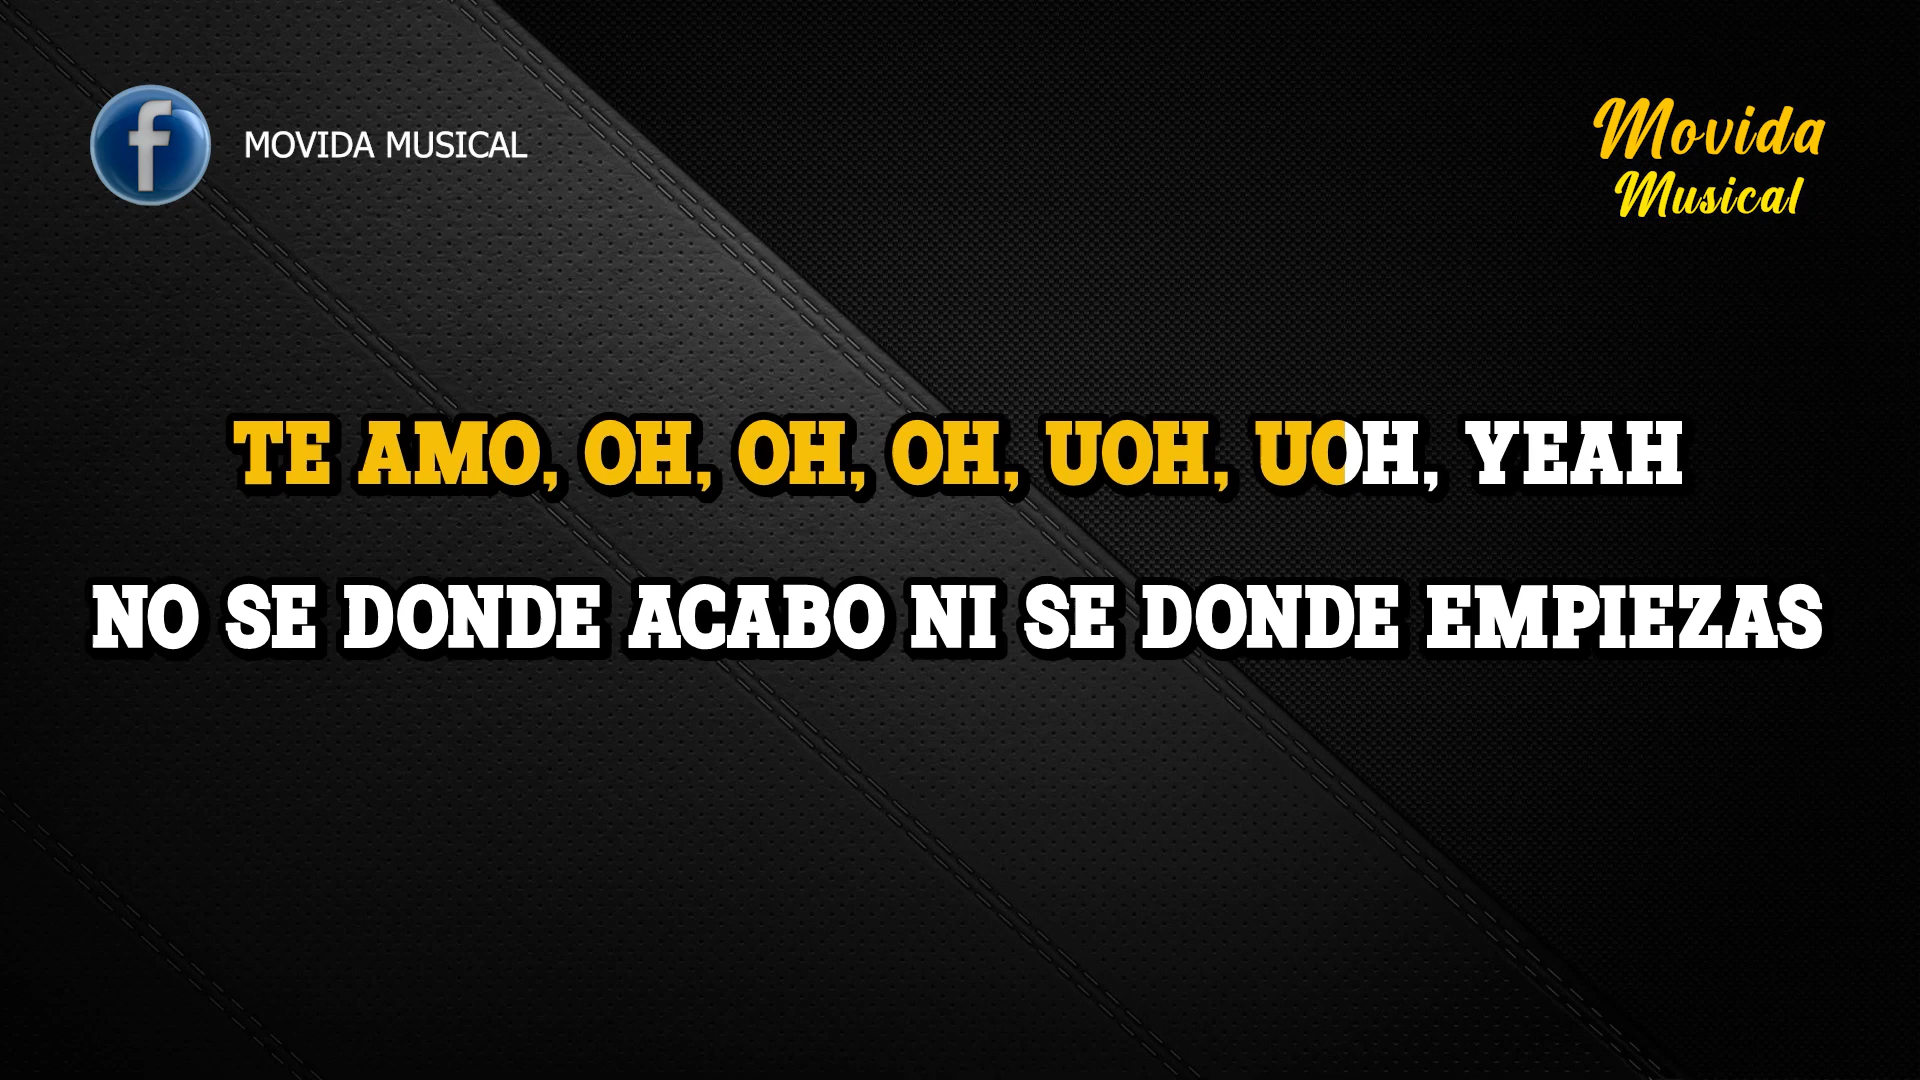 f
MOVIDA MUSICAL
Movida
Musical
TE AMO, OH, OH, OH, UOH, UOH, YEAH
NO SE DONDE ACABO NI SE DONDE EMPIEZAS